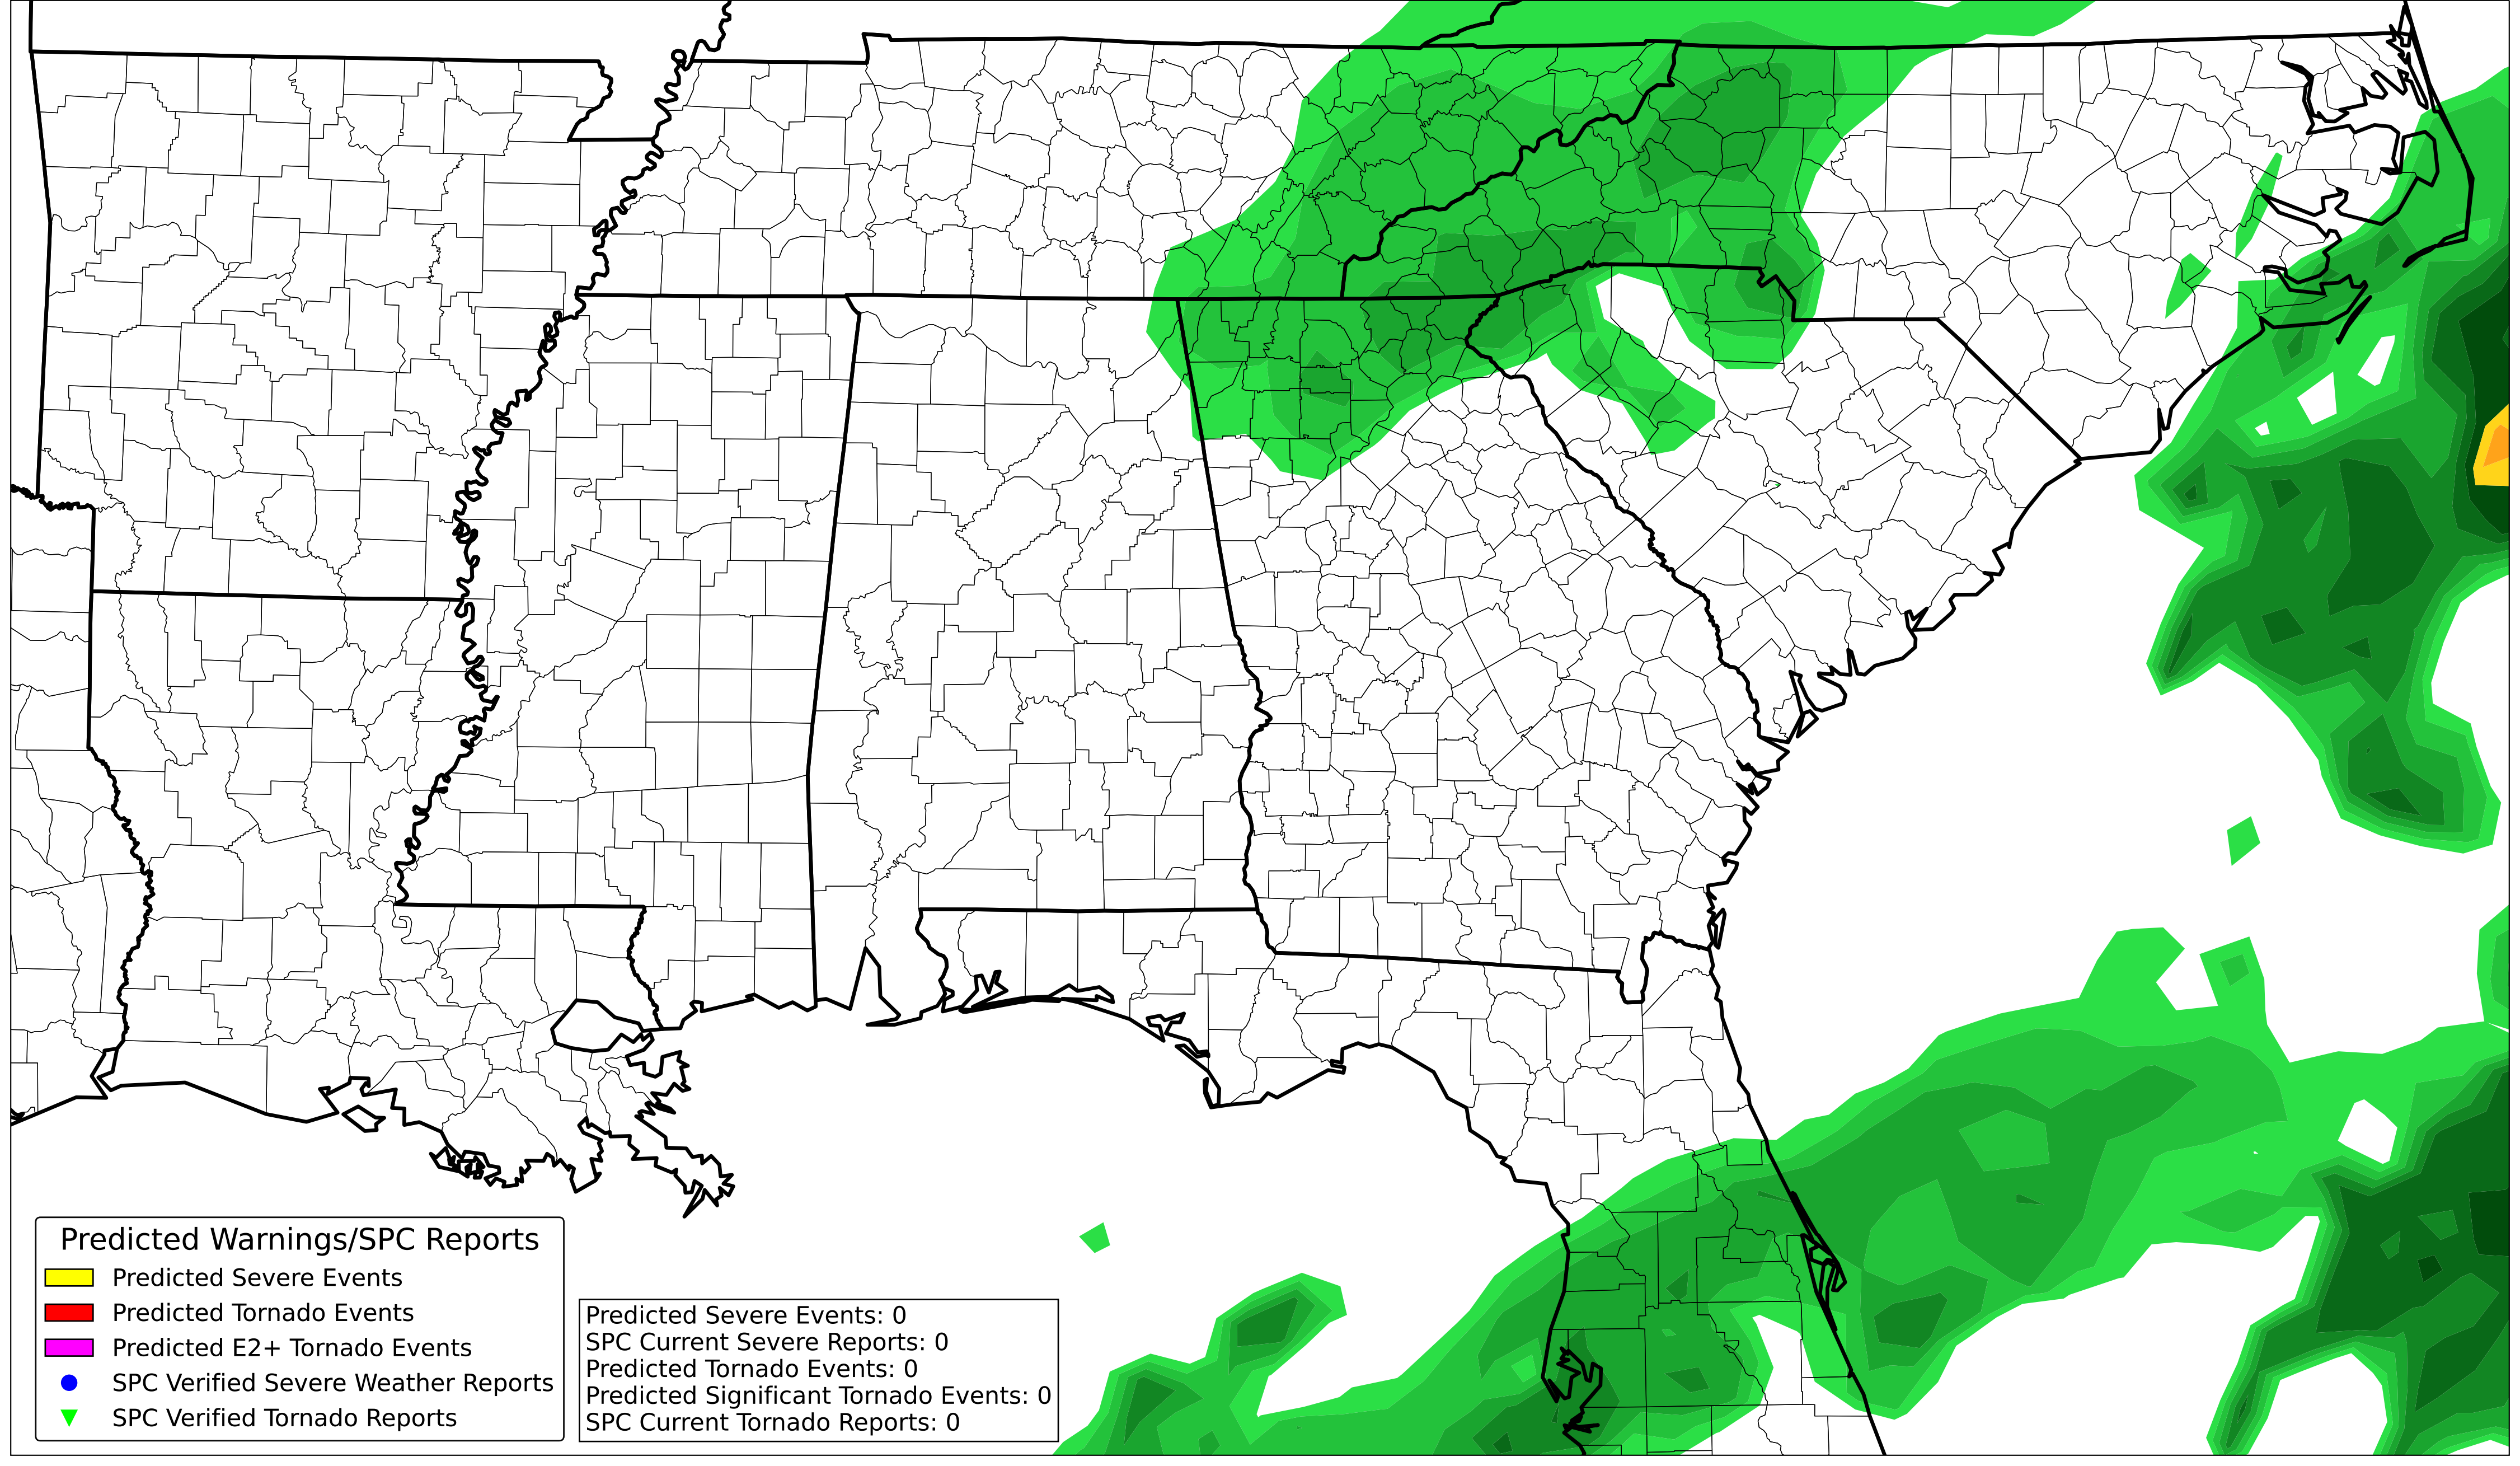 Predicted Warnings/SPC Reports
Predicted Severe Events
Predicted Tornado Events
Predicted E2+ Tornado Events
SPC Verified Severe Weather Reports
SPC Verified Tornado Reports
Predicted Severe Events: 0
SPC Current Severe Reports: 0
Predicted Tornado Events: 0
Predicted Significant Tornado Events: 0
SPC Current Tornado Reports: 0